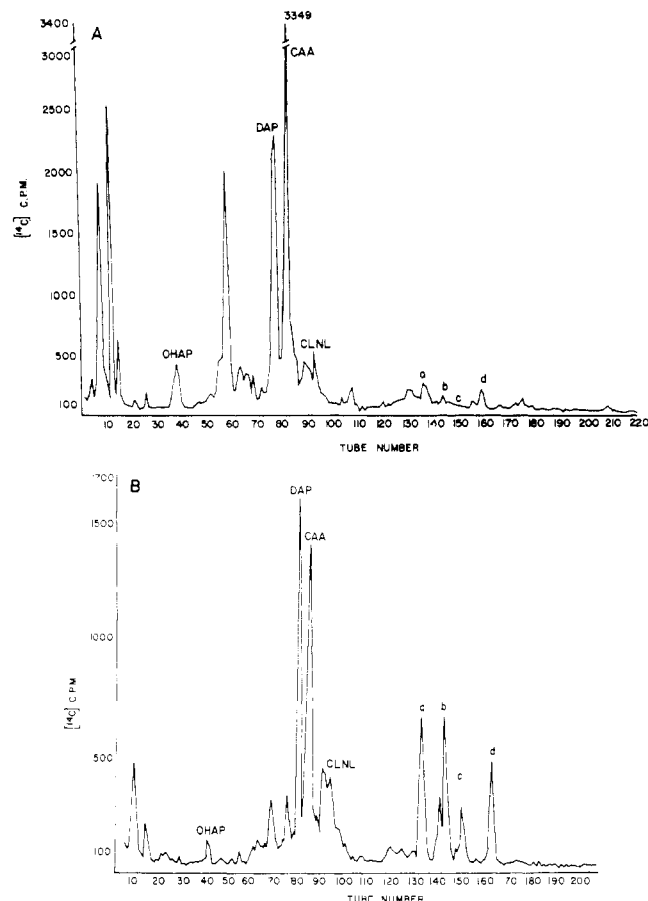 3349
3400
A
3000
CAA
2500
DAP
2000
[14C] C.P.M.
1500
1000
OHAP
CLNL
500
a
b
c
d
100
10 20 30 40 50 60 70 80 90 100 110 120 130 140 150 160 170 180 190 200 210 220
TUBE NUMBER
1700
B
DAP
1500
CAA
1000
[14C] C.P.M
c
b
500
CLNL
c
d
OHAP
100
10 20 30 40 50 60 70 80 90 100 110 120 130 140 150 160 170 180 190 200
TUBE NUMBER